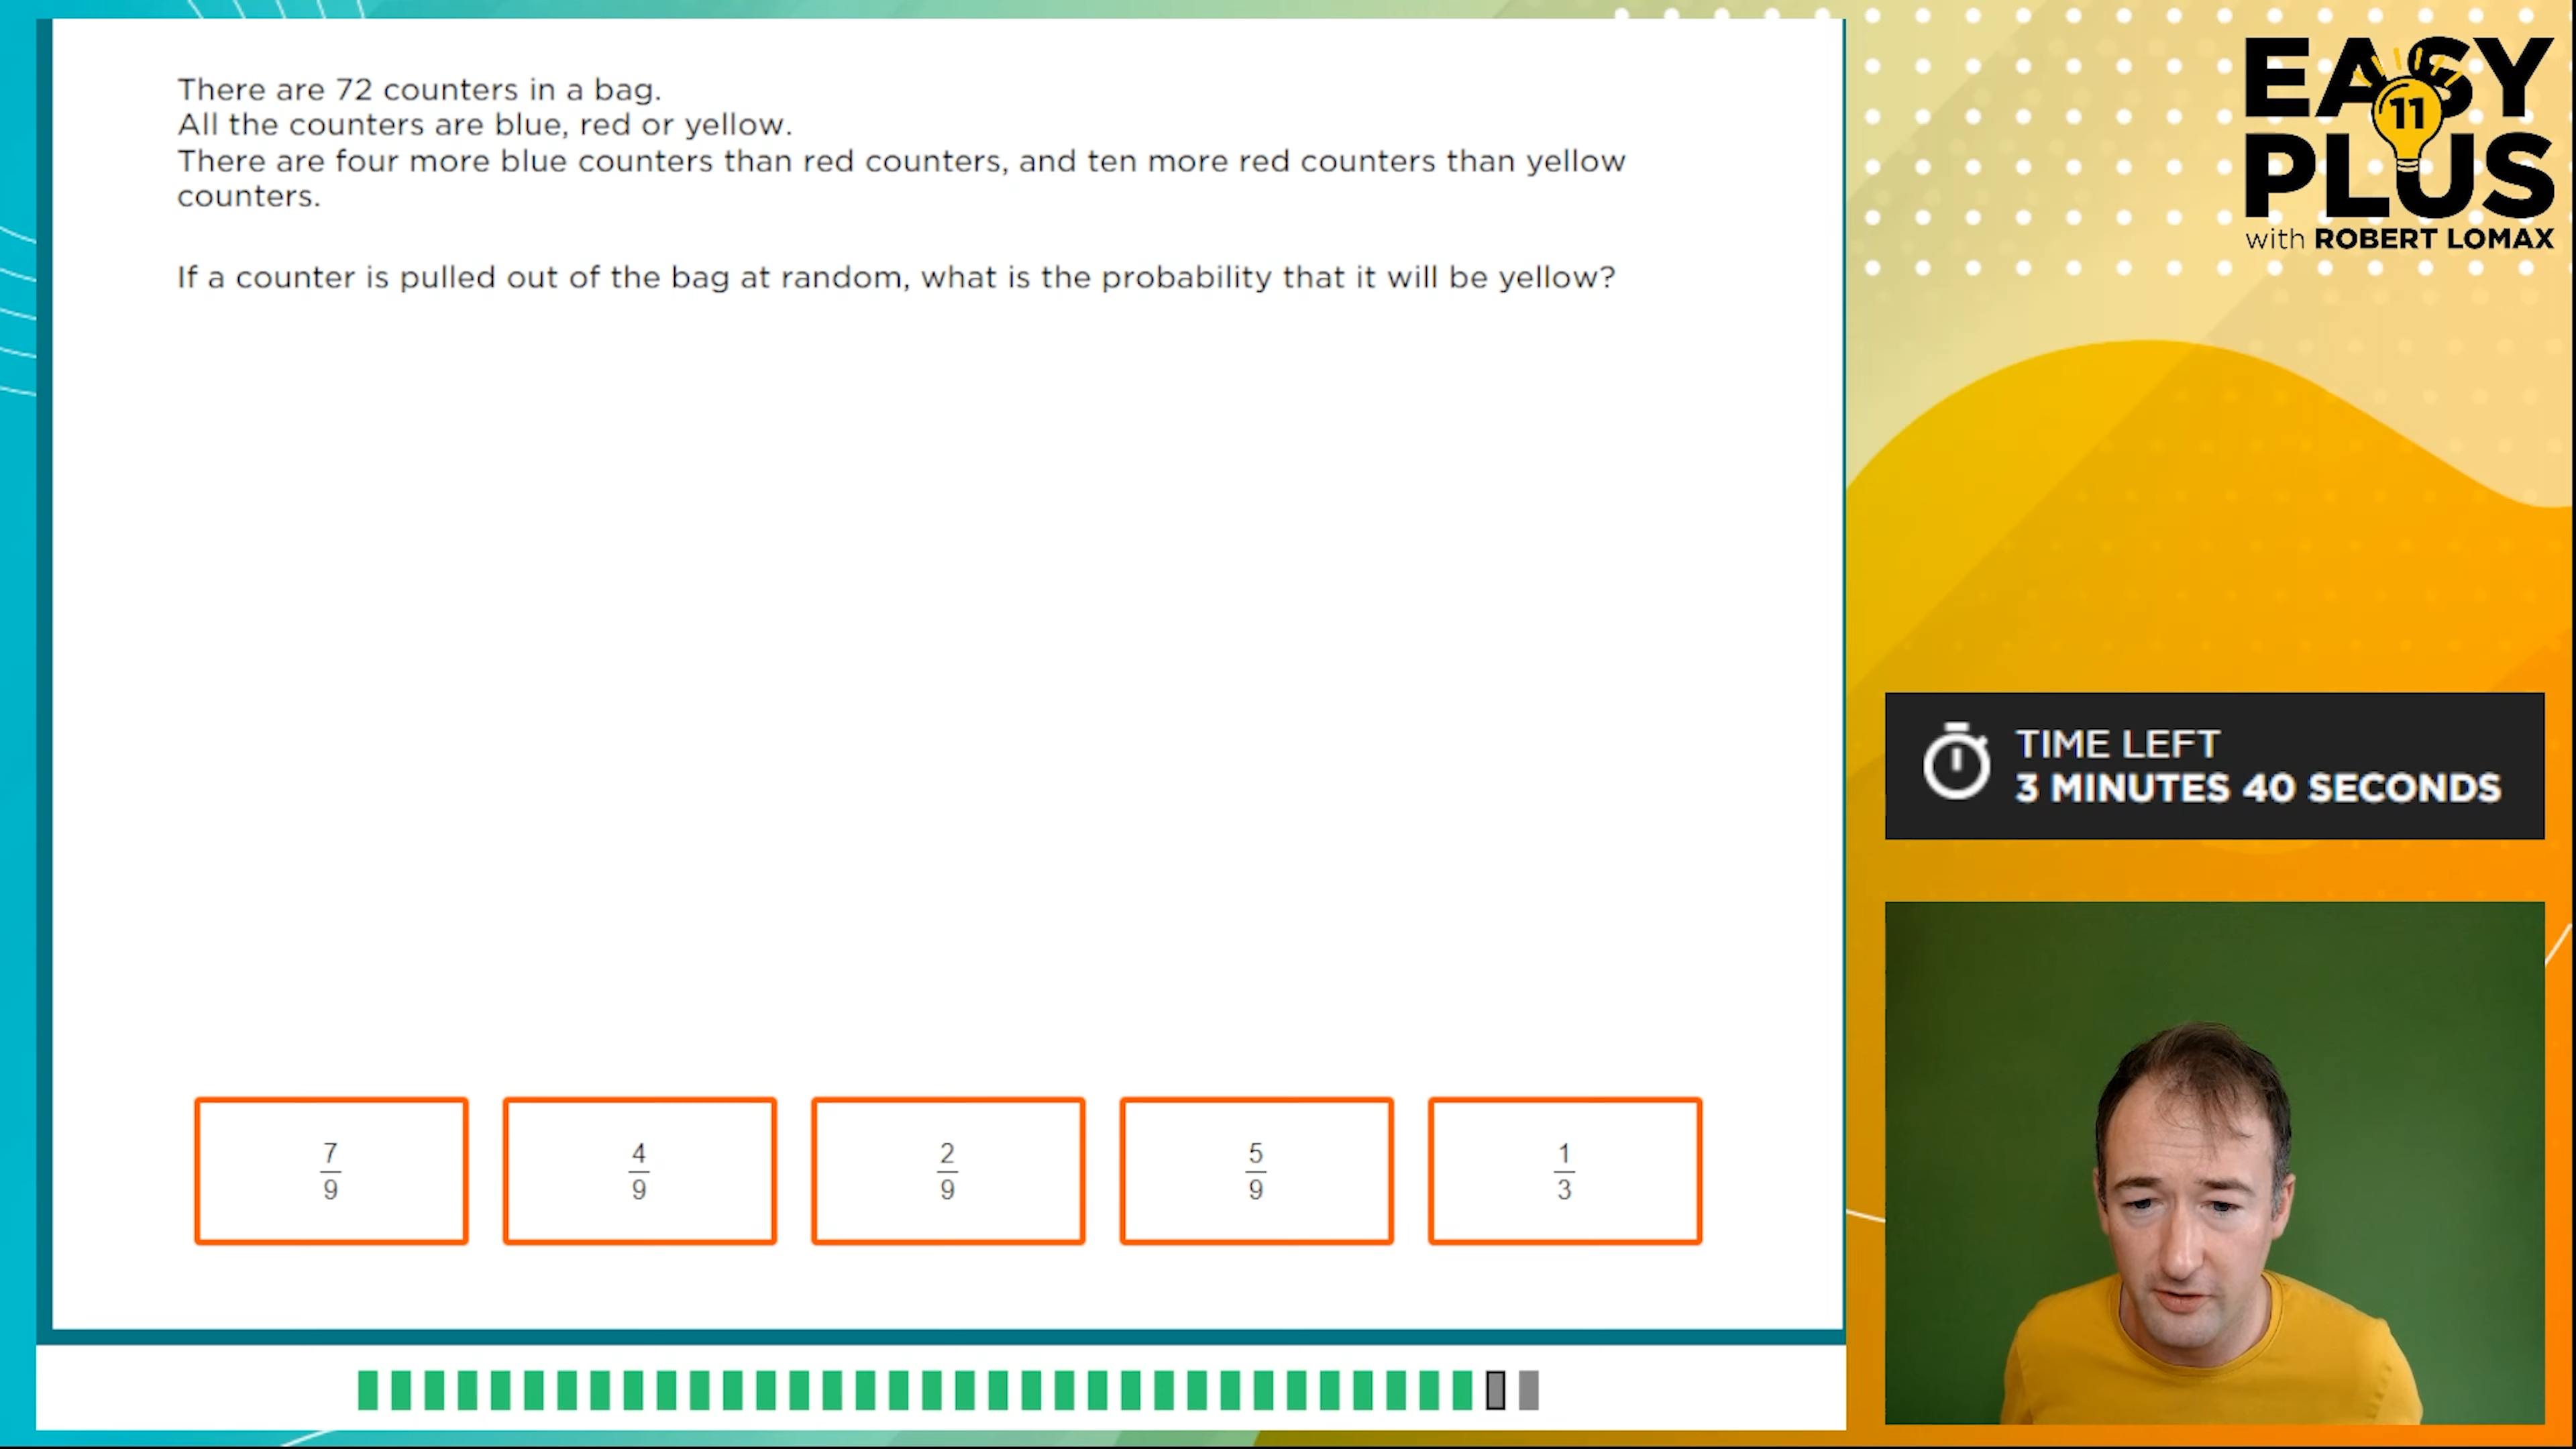 There are 72 counters in a bag.
All the counters are blue, red or yellow.
There are four more blue counters than red counters, and ten more red counters than yellow
counters.
If a counter is pulled out of the bag at random, what is the probability that it will be yellow?
7/9
4/9
2/9
5/9
1/3
EASY
11
PLUS
with ROBERT LOMAX
TIME LEFT
3 MINUTES 40 SECONDS